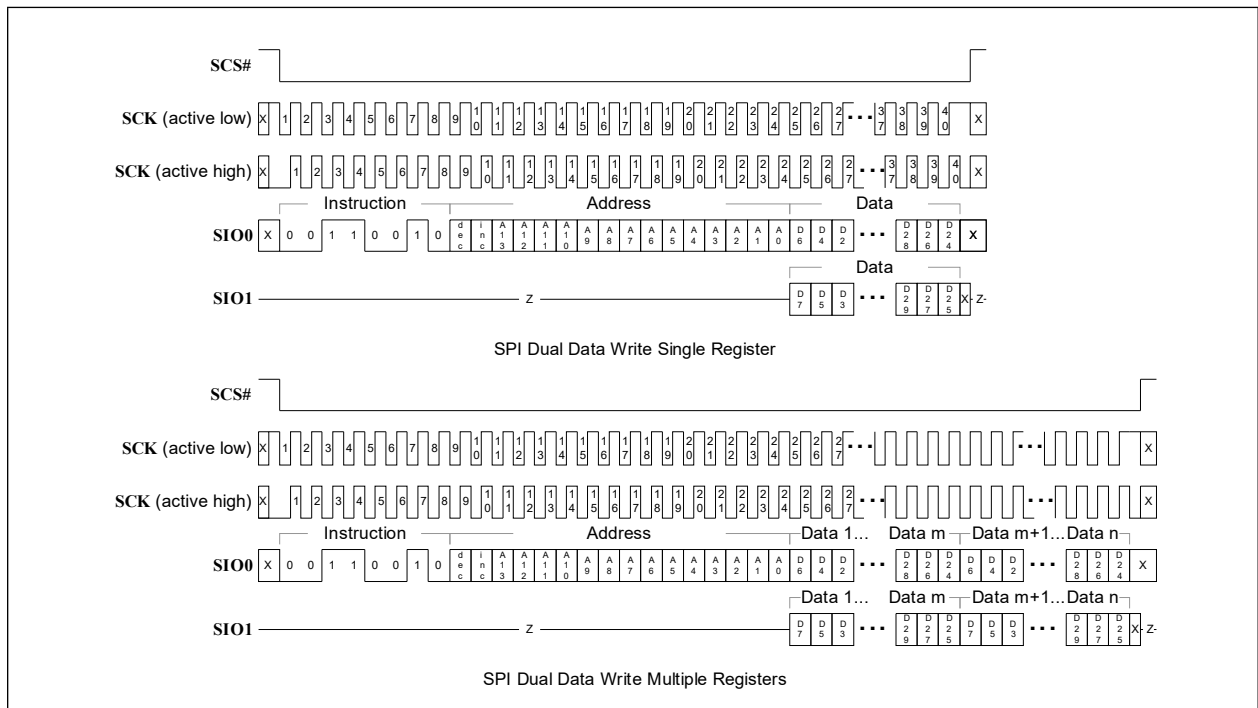 SCS#
SCK (active low) X 1 2 3 4 5 6 7 8 9 10 11 12 13 14 15 16 17 18 19 20 21 22 23 24 25 26 27 ... 37 38 39 40 X
SCK (active high) X 1 2 3 4 5 6 7 8 9 10 11 12 13 14 15 16 17 18 19 20 21 22 23 24 25 26 27 ... 37 38 39 40 X
Instruction Address Data
SIO0 X 0 0 1 1 0 0 1 0 dec inc A13 A12 A11 A10 A9 A8 A7 A6 A5 A4 A3 A2 A1 A0 D6 D4 D2 ... D28 D26 D24 X
Data
SIO1 Z D7 D5 D3 ... D29 D27 D25 X Z
SPI Dual Data Write Single Register
SCS#
SCK (active low) X 1 2 3 4 5 6 7 8 9 10 11 12 13 14 15 16 17 18 19 20 21 22 23 24 25 26 27 ... ... X
SCK (active high) X 1 2 3 4 5 6 7 8 9 10 11 12 13 14 15 16 17 18 19 20 21 22 23 24 25 26 27 ... ... X
Instruction Address Data 1... Data m Data m+1... Data n
SIO0 X 0 0 1 1 0 0 1 0 dec inc A13 A12 A11 A10 A9 A8 A7 A6 A5 A4 A3 A2 A1 A0 D6 D4 D2 ... D28 D26 D24 D6 D4 D2 ... D28 D26 D24 X
Data 1... Data m Data m+1... Data n
SIO1 Z D7 D5 D3 ... D29 D27 D25 D7 D5 D3 ... D29 D27 D25 X Z
SPI Dual Data Write Multiple Registers